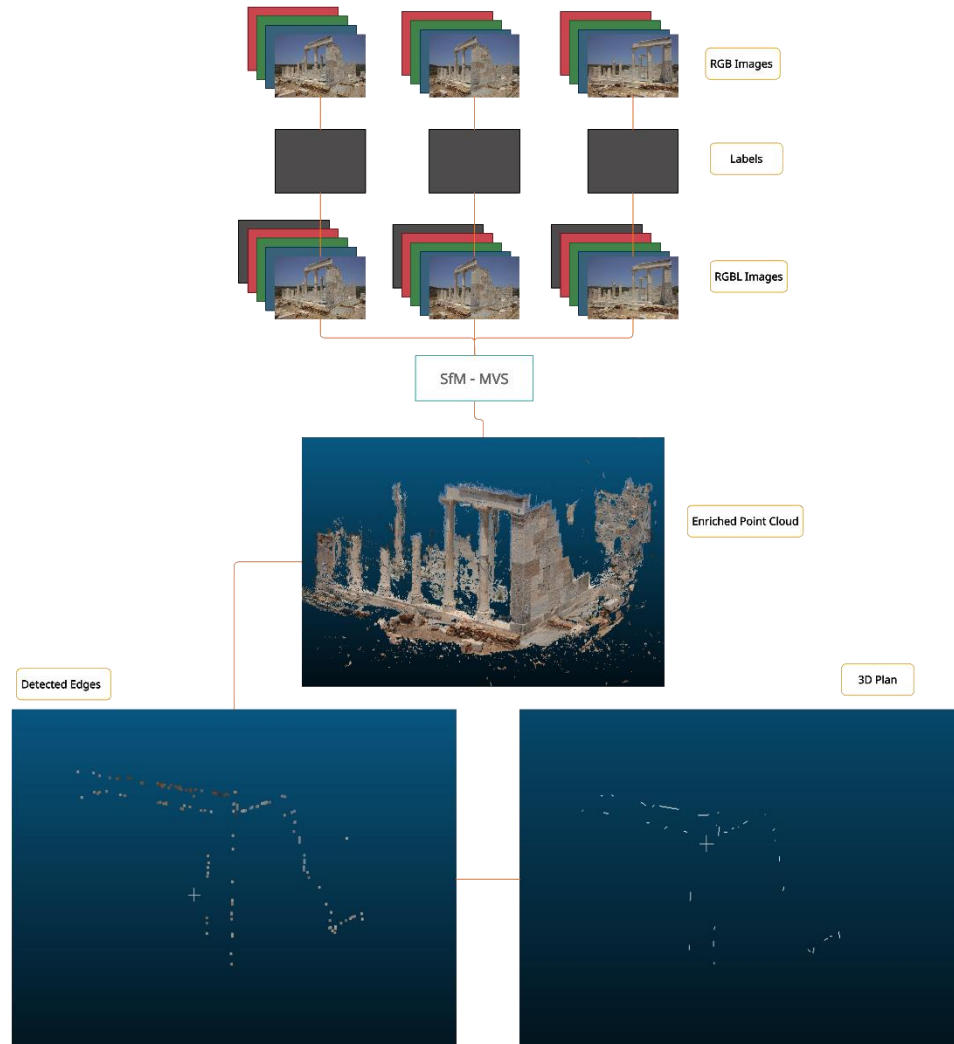 RGB Images
Labels
RGBL Images
SfM - MVS
Enriched Point Cloud
Detected Edges
3D Plan